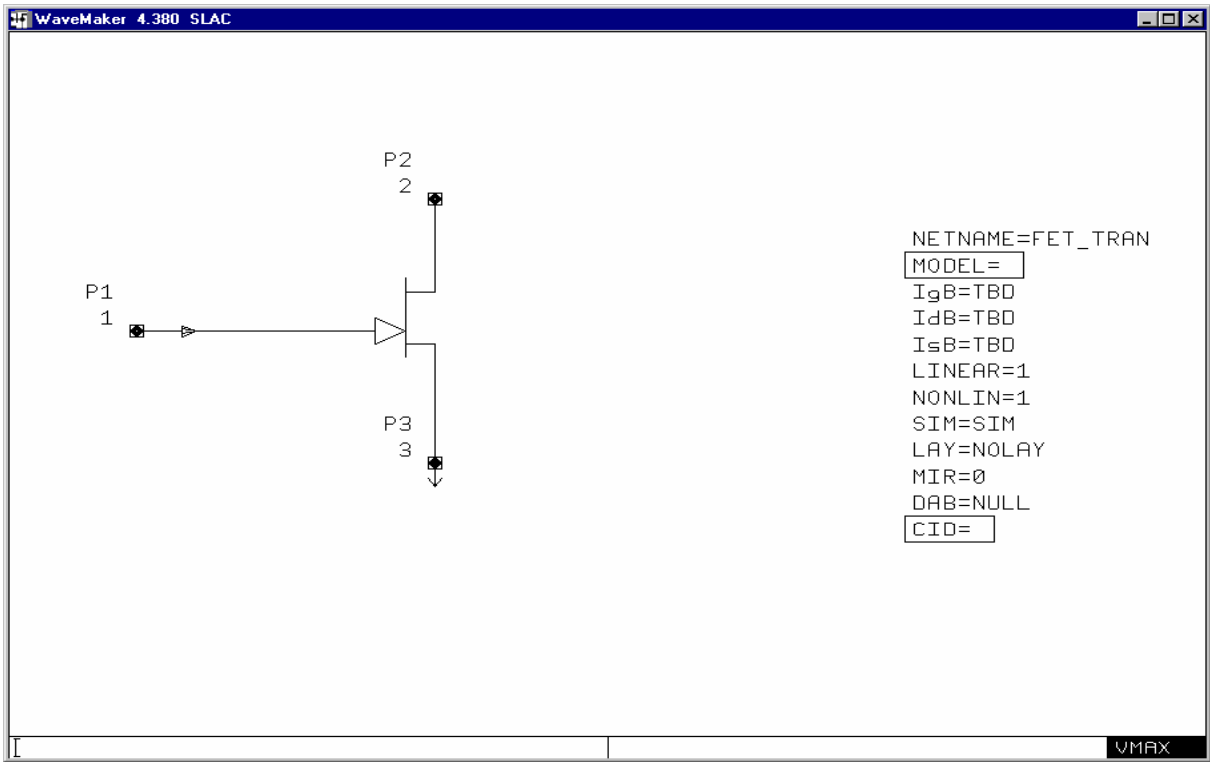 WaveMaker 4.380 SLAC
P2
2
P1
1
P3
3
NETNAME=FET_TRAN
MODEL=
IgB=TBD
IdB=TBD
IsB=TBD
LINEAR=1
NONLIN=1
SIM=SIM
LAY=NOLAY
MIR=0
DAB=NULL
CID=
VMAX